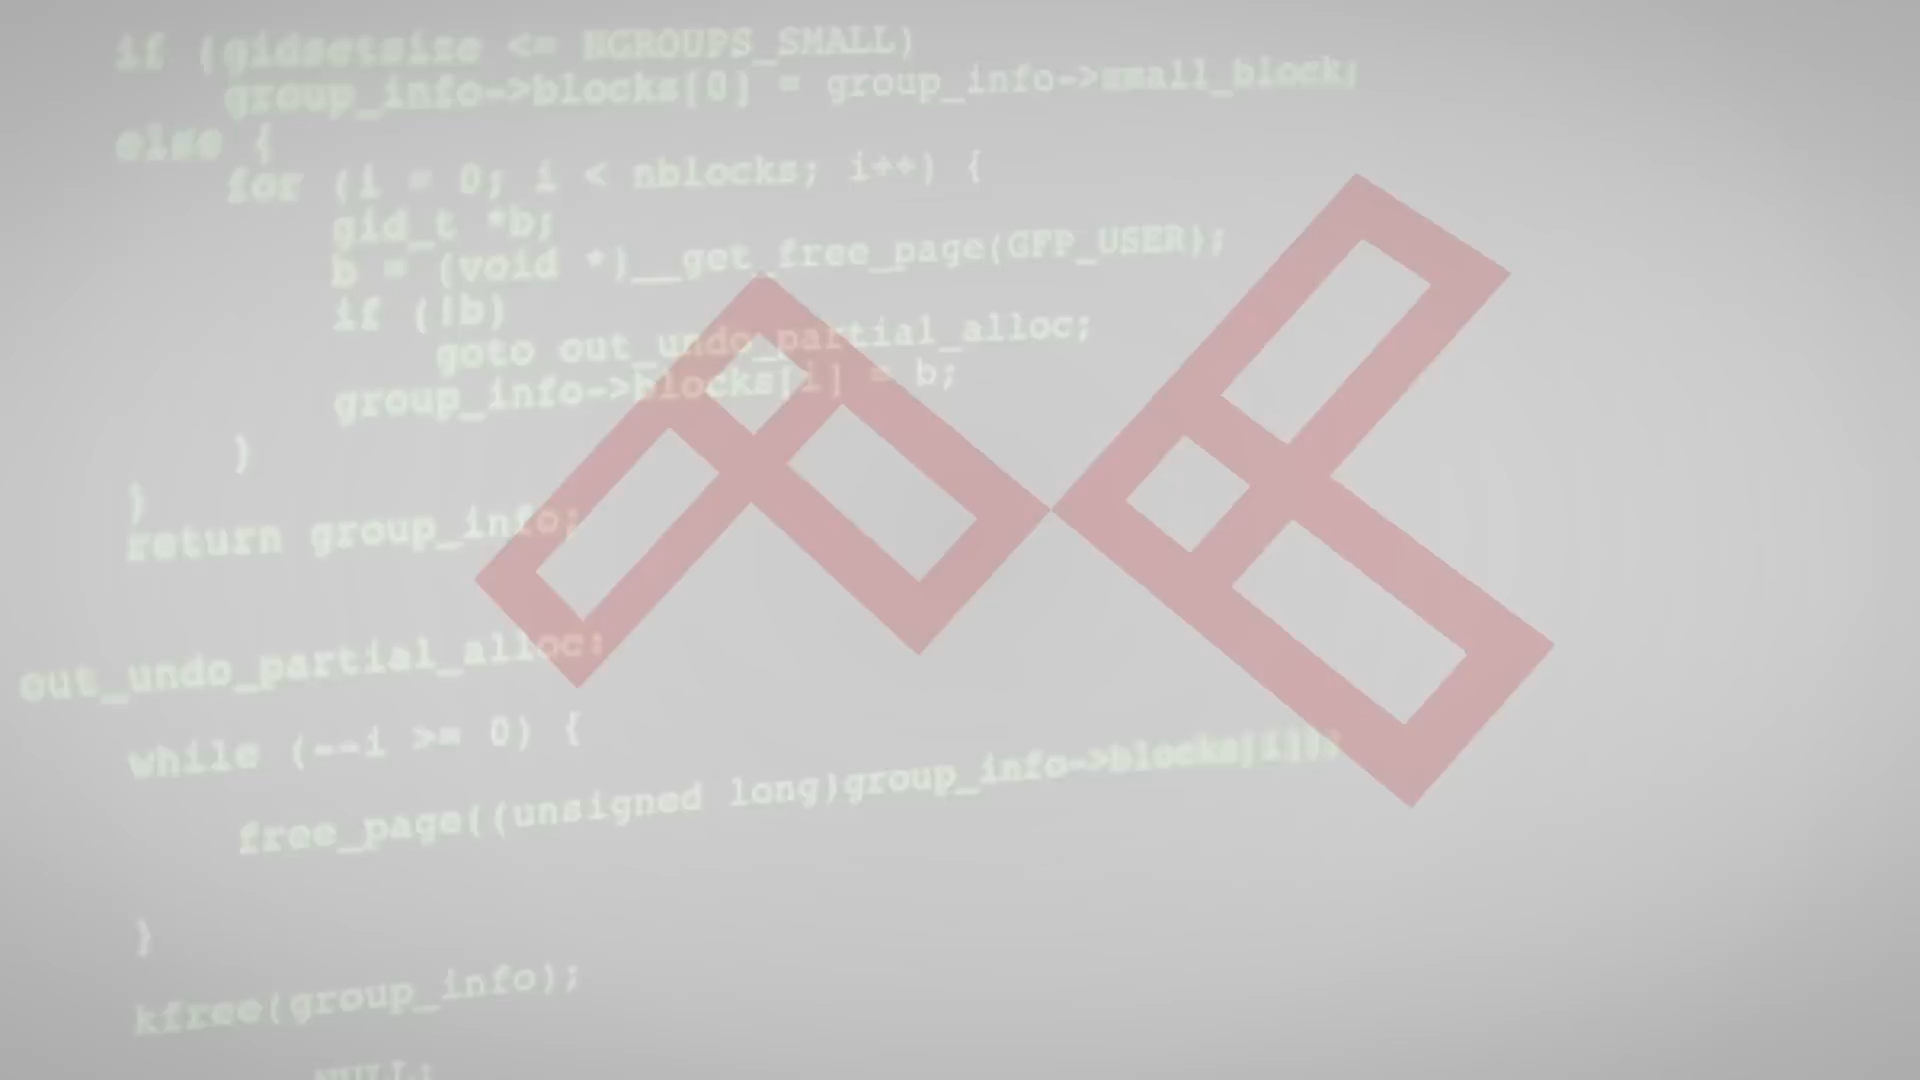 if (gidsetsize <= NGROUPS_SMALL)
group_info->blocks[0] = group_info->small_block;
else {
for (i = 0; i < nblocks; i++) {
gid_t *b;
b = (void *)__get_free_page(GFP_USER);
if (!b)
goto out_undo_partial_alloc;
group_info->blocks[i] = b;
}
}
return group_info;
out_undo_partial_alloc:
while (--i >= 0) {
free_page((unsigned long)group_info->blocks[i]);
}
kfree(group_info);
NULL;